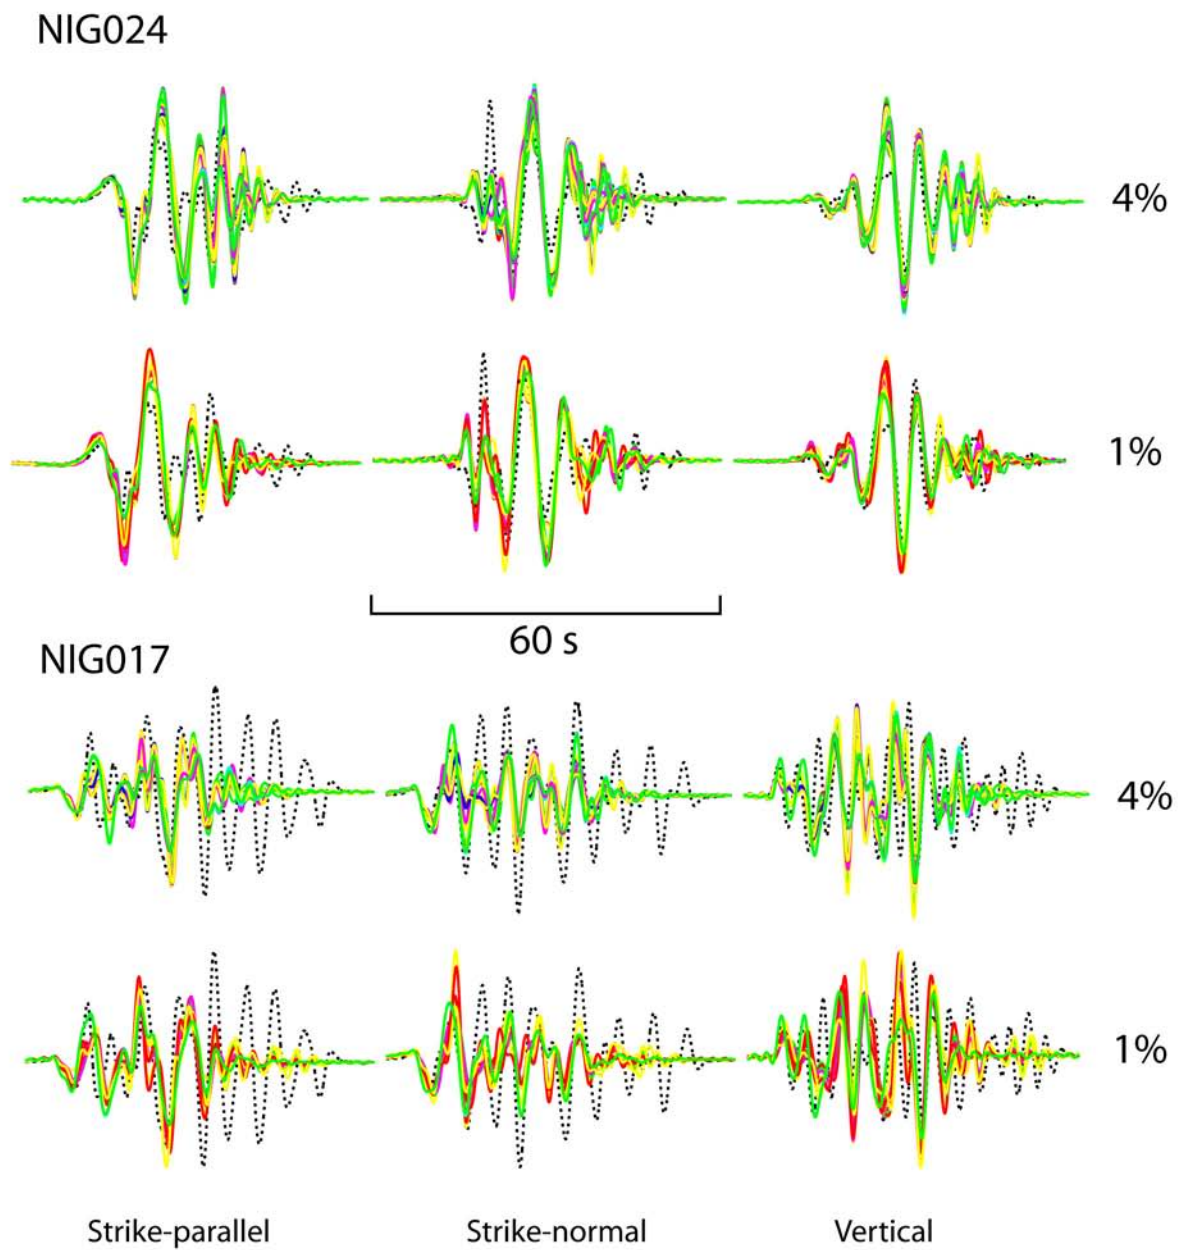 NIG024
4%
1%
60 s
NIG017
4%
1%
Strike-parallel Strike-normal Vertical